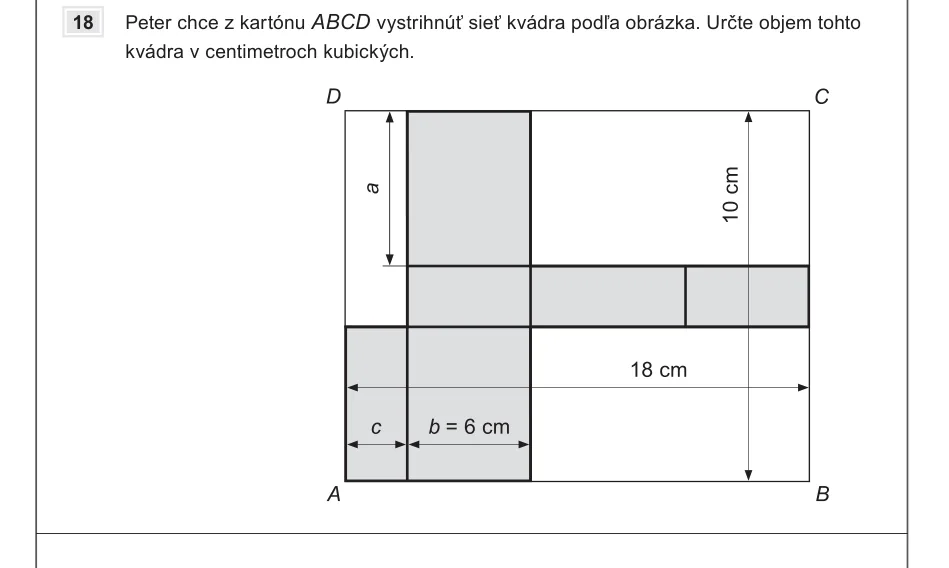 18 Peter chce z kartónu ABCD vystrihnúť sieť kvádra podľa obrázka. Určte objem tohto
kvádra v centimetroch kubických.
D
C
a
10 cm
18 cm
c
b = 6 cm
A
B